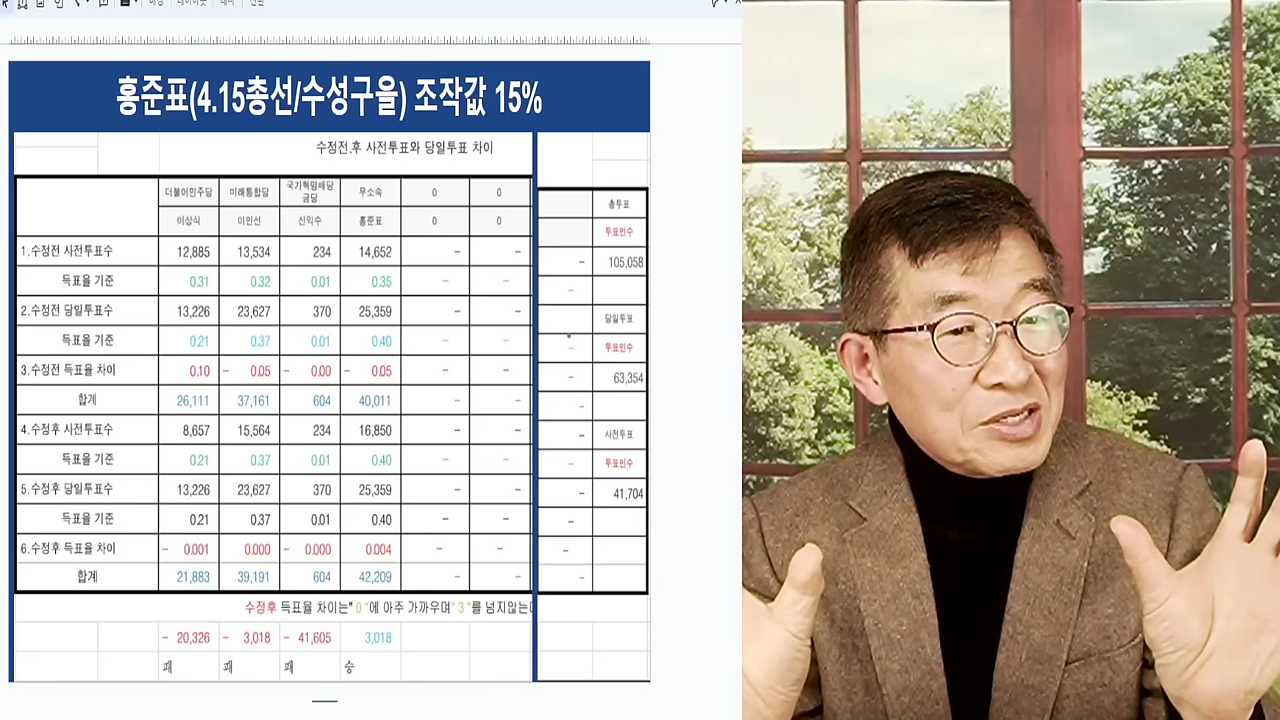 홍준표(4.15총선/수성구을) 조작값 15%
수정전.후 사전투표와 당일투표 차이
더불어민주당 미래통합당 국가혁명배당금당 무소속 0 0
이상식 이인선 신익수 홍준표 0 0
총투표
투표인수
1.수정전 사전투표수 12,885 13,534 234 14,652 – – – 105,058
득표율 기준 0.31 0.32 0.01 0.35 – – –
2.수정전 당일투표수 13,226 23,627 370 25,359 – – 당일투표
득표율 기준 0.21 0.37 0.01 0.40 – – – 투표인수
3.수정전 득표율 차이 0.10 – 0.05 – 0.00 – 0.05 – – – 63,354
합계 26,111 37,161 604 40,011 – – –
4.수정후 사전투표수 8,657 15,564 234 16,850 – – – 사전투표
득표율 기준 0.21 0.37 0.01 0.40 – – – 투표인수
5.수정후 당일투표수 13,226 23,627 370 25,359 – – – 41,704
득표율 기준 0.21 0.37 0.01 0.40 – – –
6.수정후 득표율 차이 – 0.001 0.000 – 0.000 0.004 – – –
합계 21,883 39,191 604 42,209 – – –
수정후 득표율 차이는" 0 "에 아주 가까우며" 3 "를 넘지않는
– 20,326 – 3,018 – 41,605 3,018
패 패 패 승